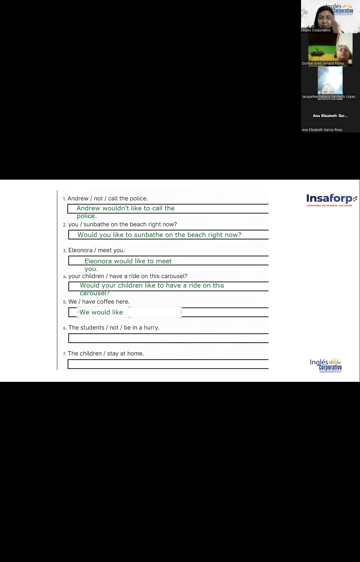 Inglés
Corporativo
Inglés Corporativo
Ana Elizabeth Gar...
Ana Elizabeth Garcia Rivas
Insaforp
1. Andrew / not / call the police.
Andrew wouldn't like to call the
police.
2. you / sunbathe on the beach right now?
Would you like to sunbathe on the beach right now?
3. Eleonora / meet you.
Eleonora would like to meet
you.
4. your children / have a ride on this carousel?
Would your children like to have a ride on this
carousel?
5. We / have coffee here.
We would like
6. The students / not / be in a hurry.
7. The children / stay at home.
Inglés
Corporativo